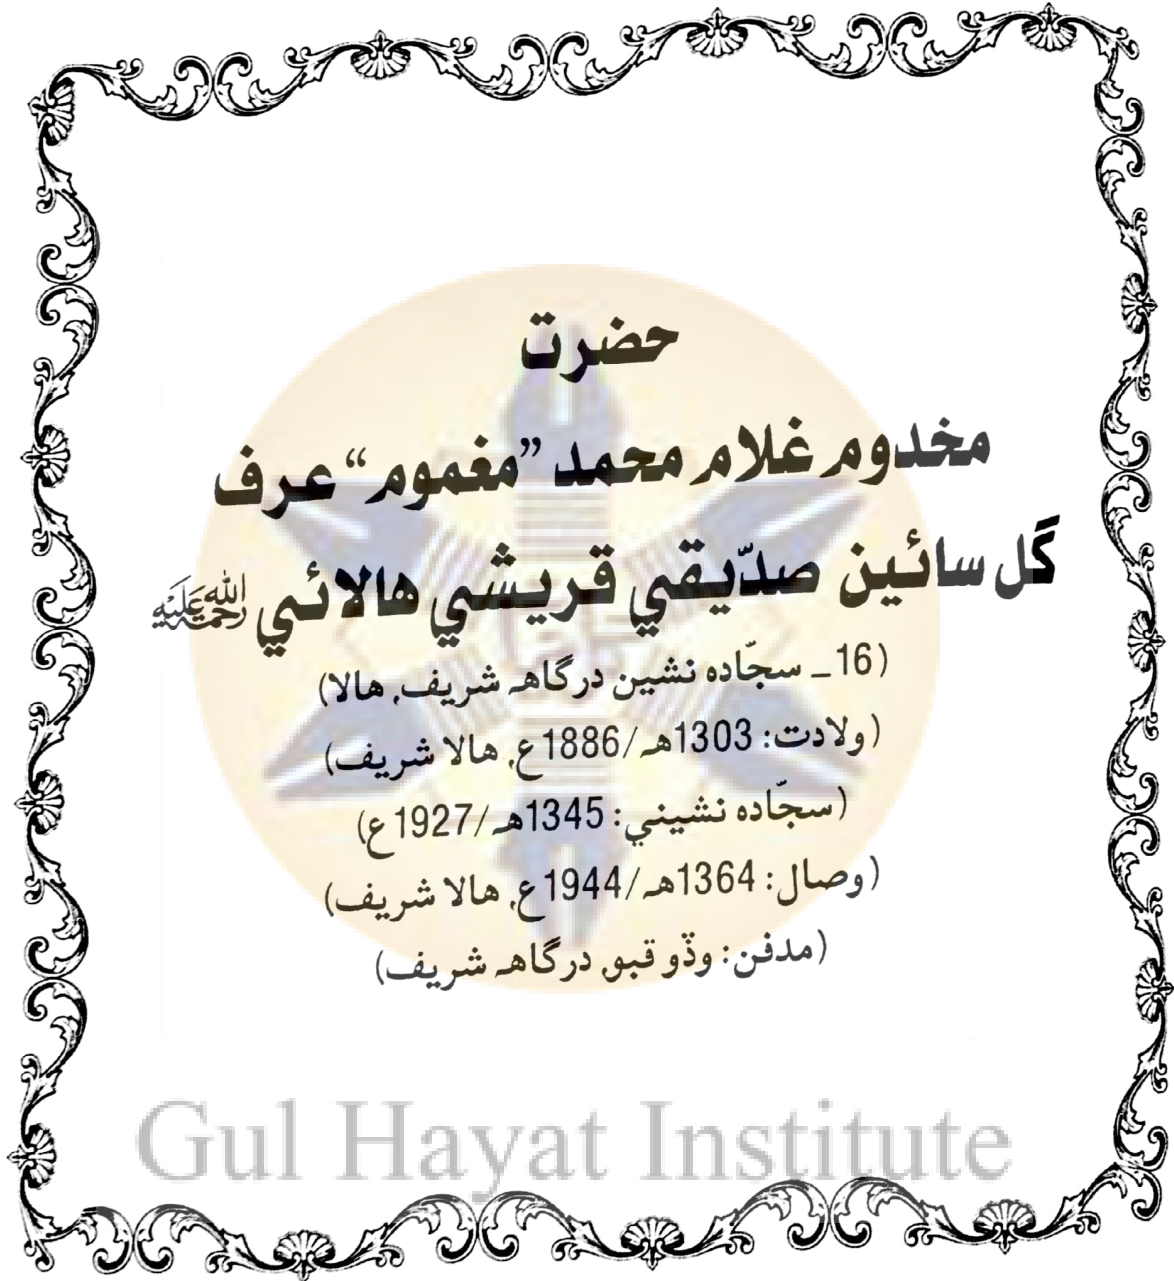 حضرت
مخدوم غلام محمد ”مغموم“ عرف
گل سائين صدّيقي قريشي هالائي رحمة الله عليه
(16_ سجّاده نشين درگاهہ شريف، هالا)
(ولادت: 1303هہ/1886ع، هالا شريف)
(سجّاده نشيني: 1345هہ/1927ع)
(وصال: 1364هہ/1944ع، هالا شريف)
(مدفن: وڏو قبو، درگاهہ شريف)
Gul Hayat Institute